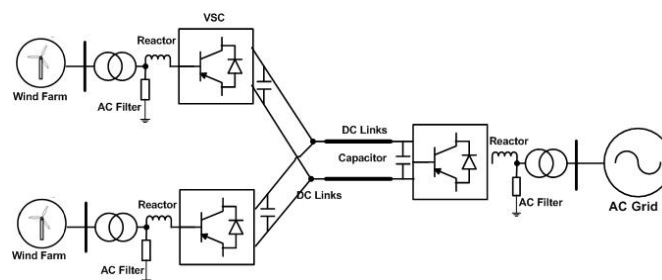 VSC
Reactor
Wind Farm
AC Filter
DC Links
Reactor
Capacitor
Reactor
DC Links
AC Filter
AC Grid
Wind Farm
AC Filter